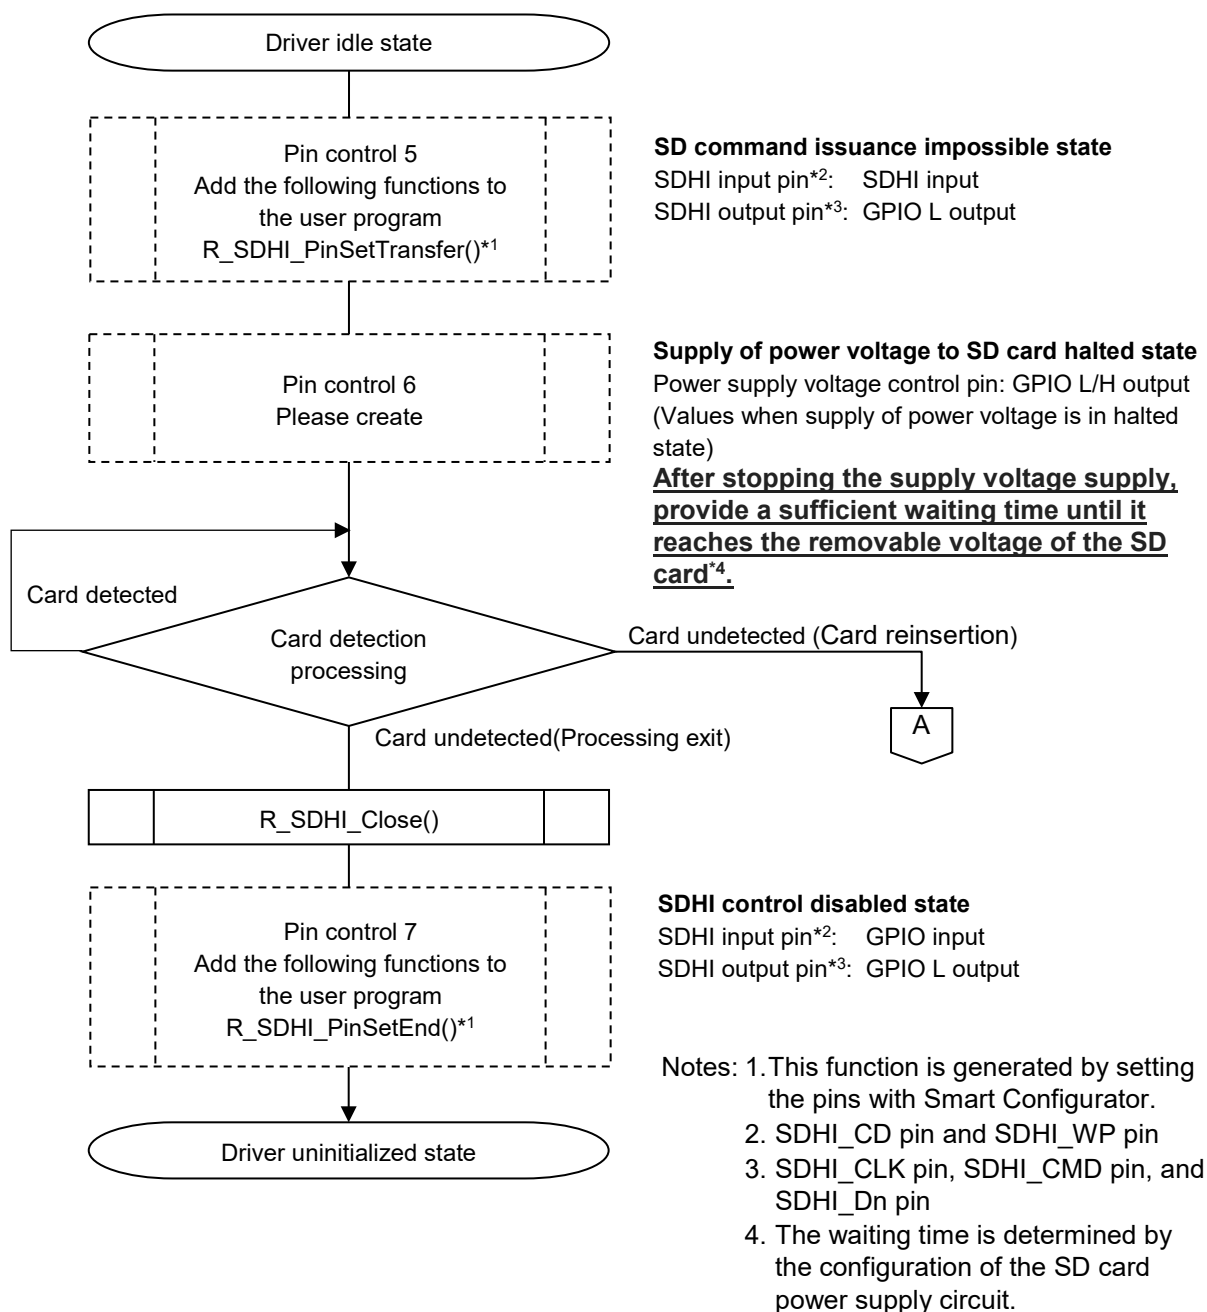 Driver idle state
Pin control 5
Add the following functions to
the user program
R_SDHI_PinSetTransfer()*1
SD command issuance impossible state
SDHI input pin*2: SDHI input
SDHI output pin*3: GPIO L output
Pin control 6
Please create
Supply of power voltage to SD card halted state
Power supply voltage control pin: GPIO L/H output
(Values when supply of power voltage is in halted
state)
After stopping the supply voltage supply,
provide a sufficient waiting time until it
reaches the removable voltage of the SD
card*4.
Card detected
Card detection
processing
Card undetected (Card reinsertion)
A
Card undetected(Processing exit)
R_SDHI_Close()
Pin control 7
Add the following functions to
the user program
R_SDHI_PinSetEnd()*1
SDHI control disabled state
SDHI input pin*2: GPIO input
SDHI output pin*3: GPIO L output
Driver uninitialized state
Notes: 1.This function is generated by setting
the pins with Smart Configurator.
2. SDHI_CD pin and SDHI_WP pin
3. SDHI_CLK pin, SDHI_CMD pin, and
SDHI_Dn pin
4. The waiting time is determined by
the configuration of the SD card
power supply circuit.